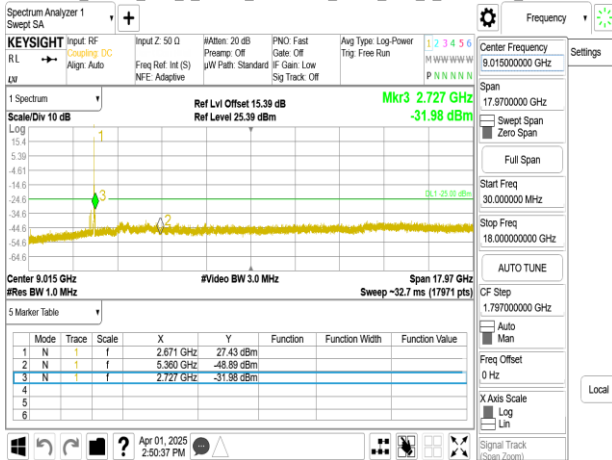 Spectrum Analyzer 1
Swept SA
Frequency
KEYSIGHT
Input: RF
Coupling: DC
Align: Auto
RL
LXI
Input Z: 50 Ω
Freq Ref: Int (S)
NFE: Adaptive
#Atten: 20 dB
Preamp: Off
µW Path: Standard
PNO: Fast
Gate: Off
IF Gain: Low
Sig Track: Off
Avg Type: Log-Power
Trig: Free Run
1 2 3 4 5 6
M W W W W W
P N N N N N
1 Spectrum
Scale/Div 10 dB
Ref Lvl Offset 15.39 dB
Ref Level 25.39 dBm
Mkr3 2.727 GHz
-31.98 dBm
Log
15.4
5.39
-4.61
-14.6
-24.6
-34.6
-44.6
-54.6
-64.6
1
3
2
DL1 -25.00 dBm
Center 9.015 GHz
#Res BW 1.0 MHz
#Video BW 3.0 MHz
Span 17.97 GHz
Sweep ~32.7 ms (17971 pts)
5 Marker Table
Mode Trace Scale X Y Function Function Width Function Value
1 N 1 f 2.671 GHz 27.43 dBm
2 N 1 f 5.360 GHz -48.89 dBm
3 N 1 f 2.727 GHz -31.98 dBm
4
5
6
Apr 01, 2025
2:50:37 PM
Center Frequency
9.015000000 GHz
Span
17.9700000 GHz
Swept Span
Zero Span
Full Span
Start Freq
30.000000 MHz
Stop Freq
18.000000000 GHz
AUTO TUNE
CF Step
1.797000000 GHz
Auto
Man
Freq Offset
0 Hz
X Axis Scale
Log
Lin
Signal Track
(Span Zoom)
Settings
Local